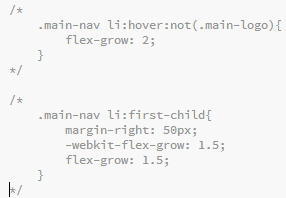 /*
.main-nav li:hover:not(.main-logo){
flex-grow: 2;
}
*/
/*
.main-nav li:first-child{
margin-right: 50px;
-webkit-flex-grow: 1.5;
flex-grow: 1.5;
}
*/